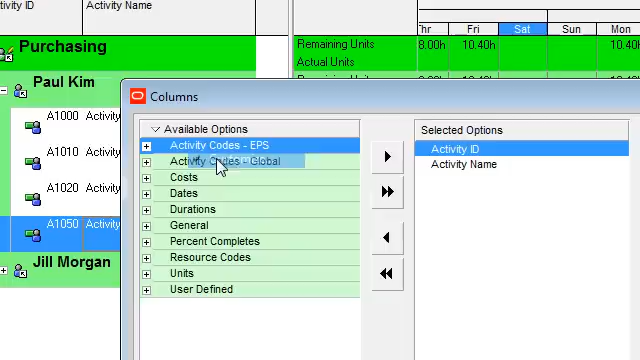 Activity ID
Activity Name
Thr
Fri
Sat
Sun
Mon
Purchasing
Remaining Units
8.00h
10.40h
10.40h
Actual Units
Paul Kim
Remaining Units
A1000
Activity
A1010
Activity
A1020
Activity
A1050
Activity
Jill Morgan
Columns
Available Options
Activity Codes - EPS
Activity Codes - Global
Costs
Dates
Durations
General
Percent Completes
Resource Codes
Units
User Defined
Selected Options
Activity ID
Activity Name